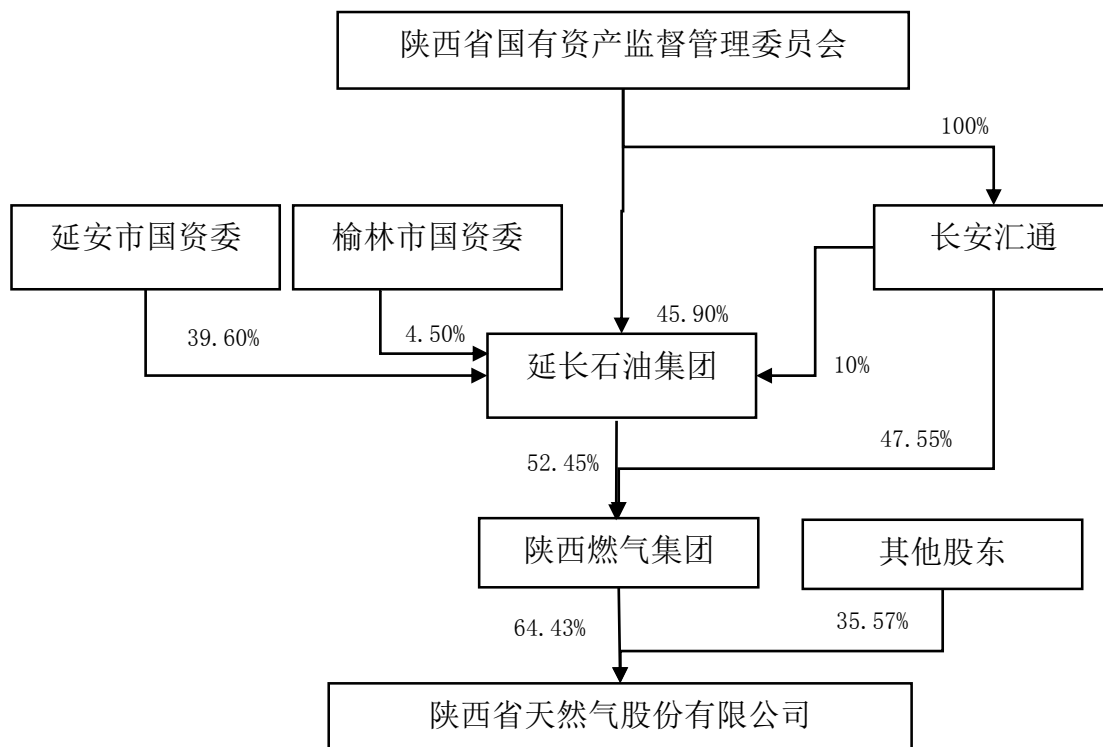 陕西省国有资产监督管理委员会
100%
延安市国资委
榆林市国资委
长安汇通
39.60%
4.50%
45.90%
延长石油集团
10%
52.45%
47.55%
陕西燃气集团
其他股东
64.43%
35.57%
陕西省天然气股份有限公司